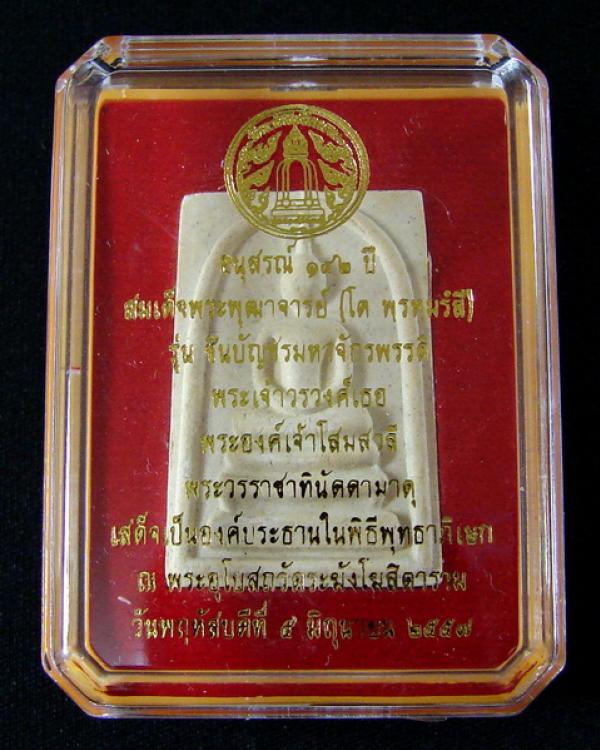 อนุสรณ์ ๑๔๒ ปี
สมเด็จพระพุฒาจารย์ (โต พฺรหฺมรํสี)
รุ่น ชินบัญชรมหาจักรพรรดิ
พระเจ้าวรวงศ์เธอ
พระองค์เจ้าโสมสวลี
พระวรราชาทินัดดามาตุ
เสด็จเป็นองค์ประธานในพิธีพุทธาภิเษก
ณ พระอุโบสถวัดระฆังโฆสิตาราม
วันพฤหัสบดีที่ ๕ มิถุนายน ๒๕๕๗